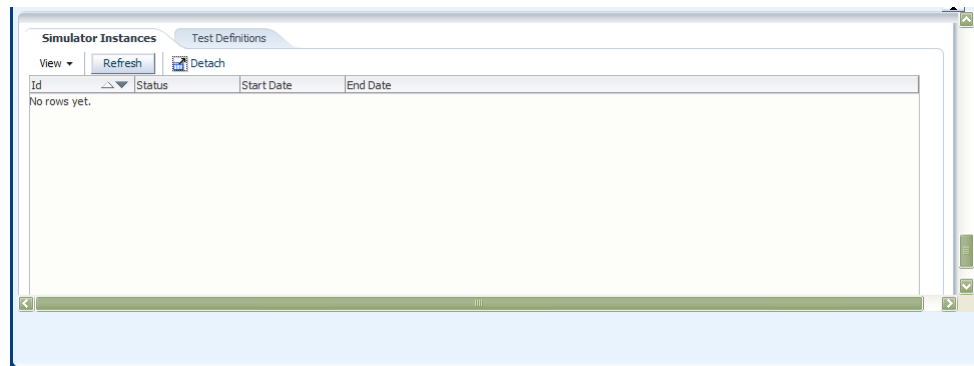 Simulator Instances Test Definitions
View Refresh Detach
Id Status Start Date End Date
No rows yet.